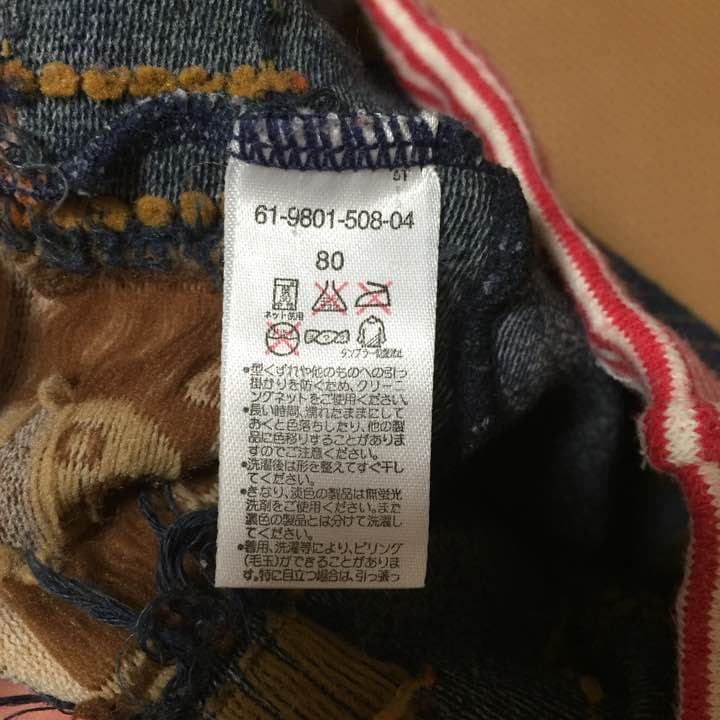 61-9801-508-04
80
ネット使用
タンブラー乾燥禁止
•型くずれや他のものへの引っ
掛かりを防ぐため、クリーニ
ングネットをご使用ください。
•長い時間、濡れたままにして
おくと色落ちしたり、他の製
品に色移りすることがありま
すのでご注意ください。
•洗濯後は形を整えてすぐ干し
てください。
•きなり、淡色の製品は無蛍光
洗剤をご使用ください。また
濃色の製品とは分けて洗濯し
てください。
•着用、洗濯等により、ピリング
(毛玉)ができることがありま
す。特に目立つ場合は、引っ張っ